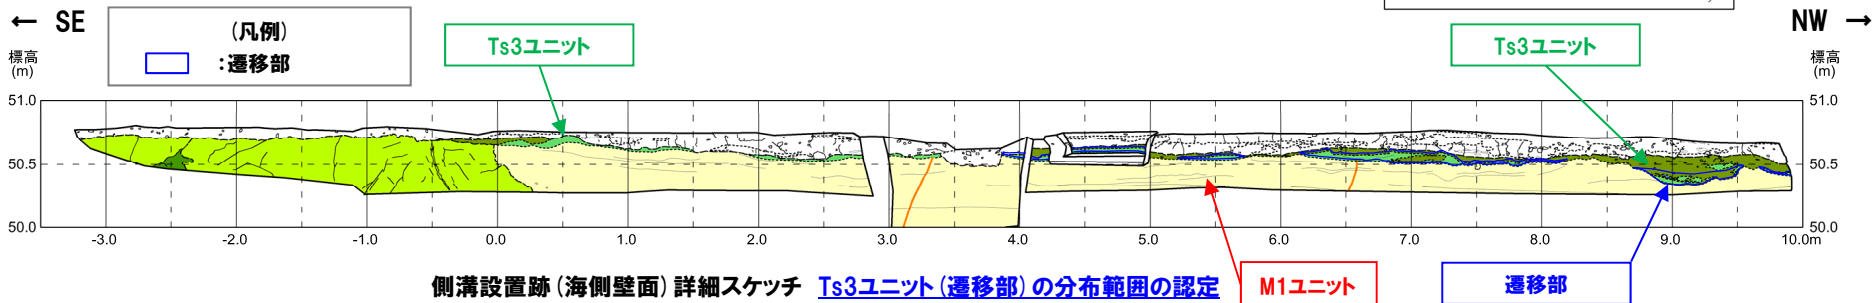 ← SE
NW →
(凡例)
:遷移部
Ts3ユニット
Ts3ユニット
標高
(m)
標高
(m)
51.0
51.0
50.5
50.5
50.0
50.0
-3.0 -2.0 -1.0 0.0 1.0 2.0 3.0 4.0 5.0 6.0 7.0 8.0 9.0 10.0m
側溝設置跡(海側壁面)詳細スケッチ Ts3ユニット(遷移部)の分布範囲の認定
M1ユニット
遷移部